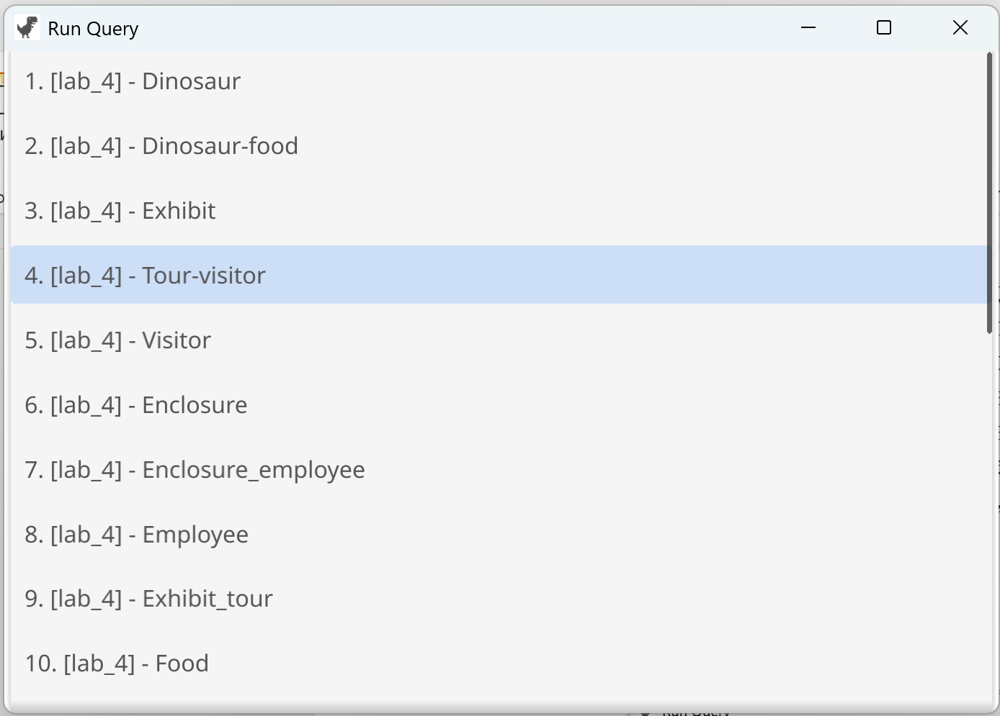 Run Query
1. [lab_4] - Dinosaur
2. [lab_4] - Dinosaur-food
3. [lab_4] - Exhibit
4. [lab_4] - Tour-visitor
5. [lab_4] - Visitor
6. [lab_4] - Enclosure
7. [lab_4] - Enclosure_employee
8. [lab_4] - Employee
9. [lab_4] - Exhibit_tour
10. [lab_4] - Food